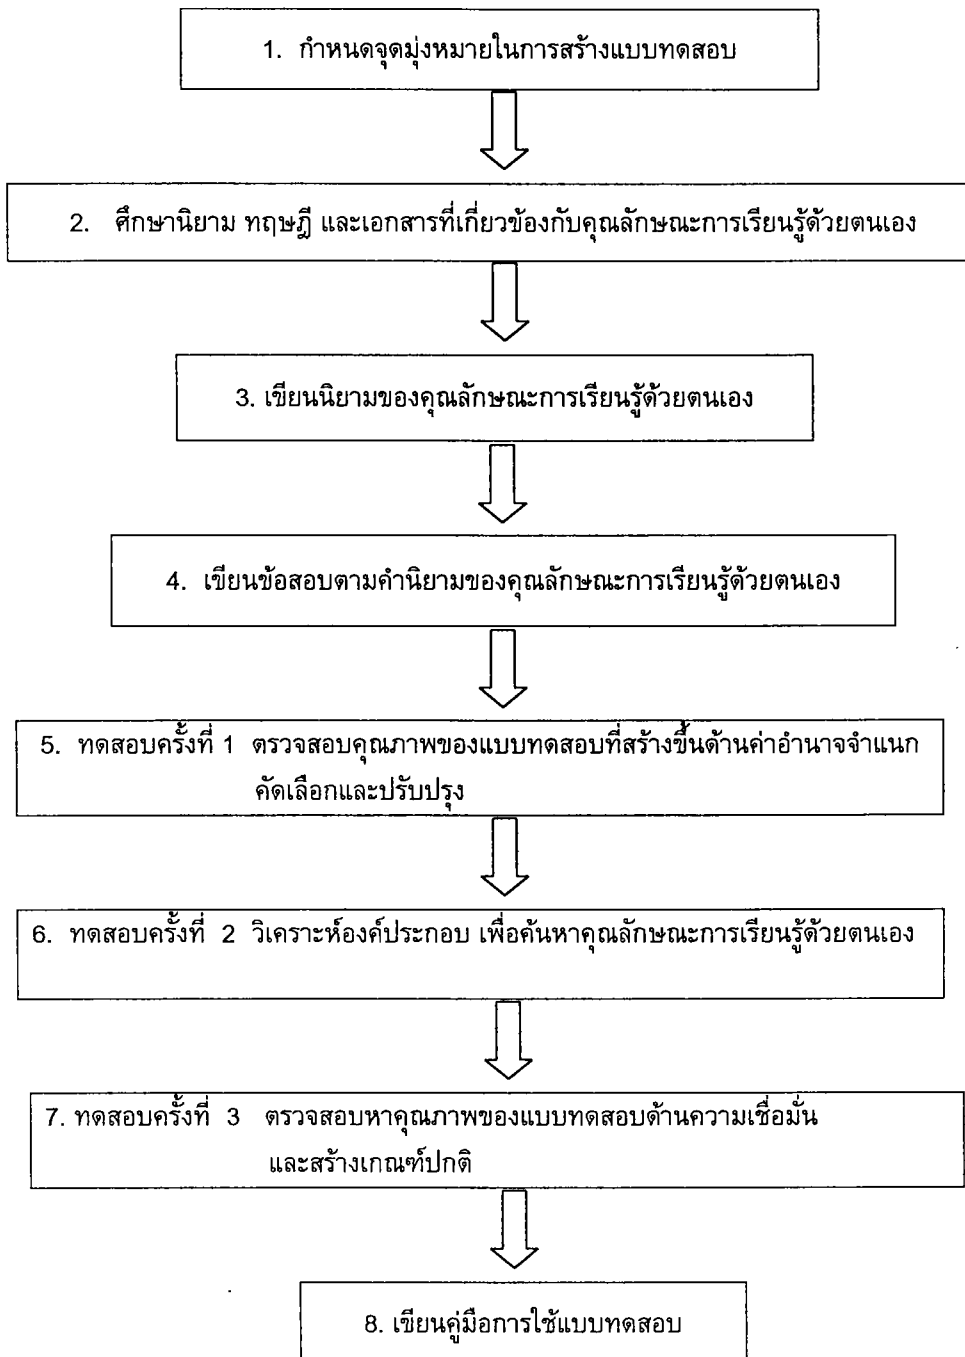 1. กำหนดจุดมุ่งหมายในการสร้างแบบทดสอบ
2. ศึกษานิยาม ทฤษฎี และเอกสารที่เกี่ยวข้องกับคุณลักษณะการเรียนรู้ด้วยตนเอง
3. เขียนนิยามของคุณลักษณะการเรียนรู้ด้วยตนเอง
4. เขียนข้อสอบตามคำนิยามของคุณลักษณะการเรียนรู้ด้วยตนเอง
5. ทดสอบครั้งที่ 1 ตรวจสอบคุณภาพของแบบทดสอบที่สร้างขึ้นด้านค่าอำนาจจำแนก
คัดเลือกและปรับปรุง
6. ทดสอบครั้งที่ 2 วิเคราะห์องค์ประกอบ เพื่อค้นหาคุณลักษณะการเรียนรู้ด้วยตนเอง
7. ทดสอบครั้งที่ 3 ตรวจสอบหาคุณภาพของแบบทดสอบด้านความเชื่อมั่น
และสร้างเกณฑ์ปกติ
8. เขียนคู่มือการใช้แบบทดสอบ